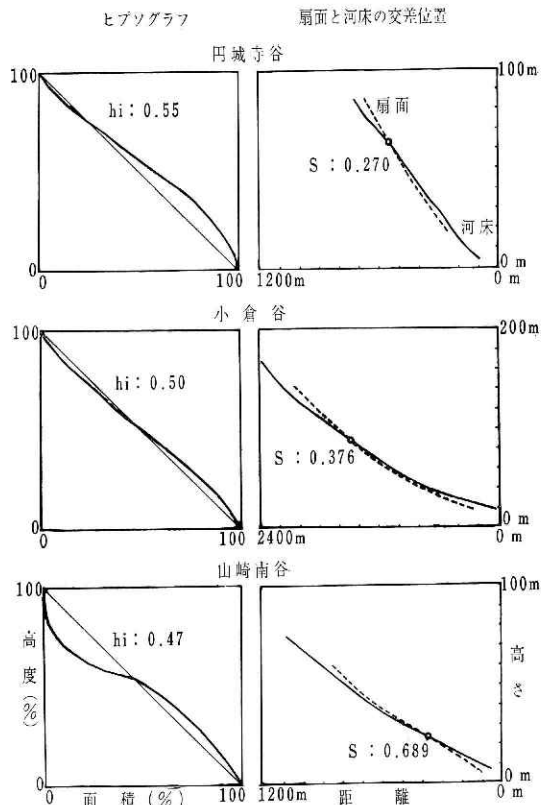 ヒプソグラフ
扇面と河床の交差位置
円城寺谷
100
hi：0.55
0
0
100
100m
扇面
S：0.270
河床
0 m
1200m
0 m
小倉谷
100
hi：0.50
0
0
100
200m
S：0.376
0 m
2400m
0 m
山崎南谷
100
hi：0.47
高度(%)
0
0
面積(%)
100
100m
高さ
S：0.689
0 m
1200m
距離
0 m